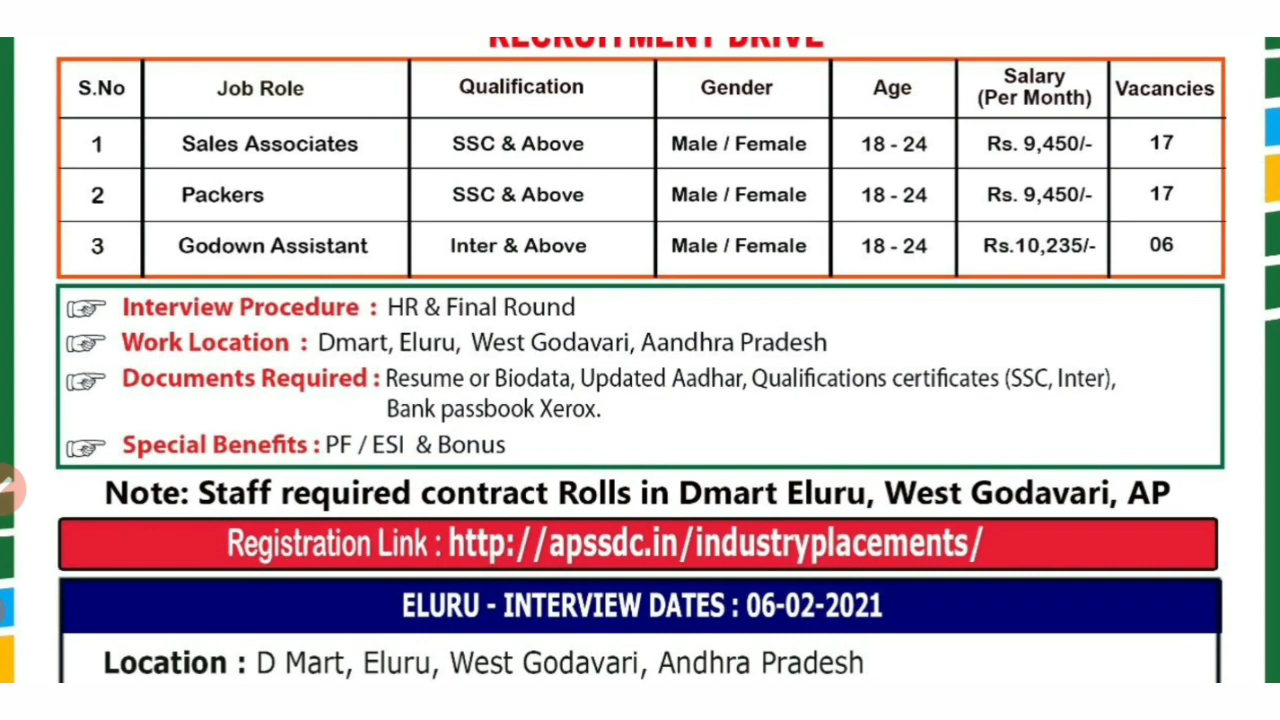 RECRUITMENT DRIVE
S.No Job Role Qualification Gender Age Salary (Per Month) Vacancies
1 Sales Associates SSC & Above Male / Female 18 - 24 Rs. 9,450/- 17
2 Packers SSC & Above Male / Female 18 - 24 Rs. 9,450/- 17
3 Godown Assistant Inter & Above Male / Female 18 - 24 Rs.10,235/- 06
Interview Procedure : HR & Final Round
Work Location : Dmart, Eluru, West Godavari, Aandhra Pradesh
Documents Required : Resume or Biodata, Updated Aadhar, Qualifications certificates (SSC, Inter),
Bank passbook Xerox.
Special Benefits : PF / ESI & Bonus
Note: Staff required contract Rolls in Dmart Eluru, West Godavari, AP
Registration Link : http://apssdc.in/industryplacements/
ELURU - INTERVIEW DATES : 06-02-2021
Location : D Mart, Eluru, West Godavari, Andhra Pradesh